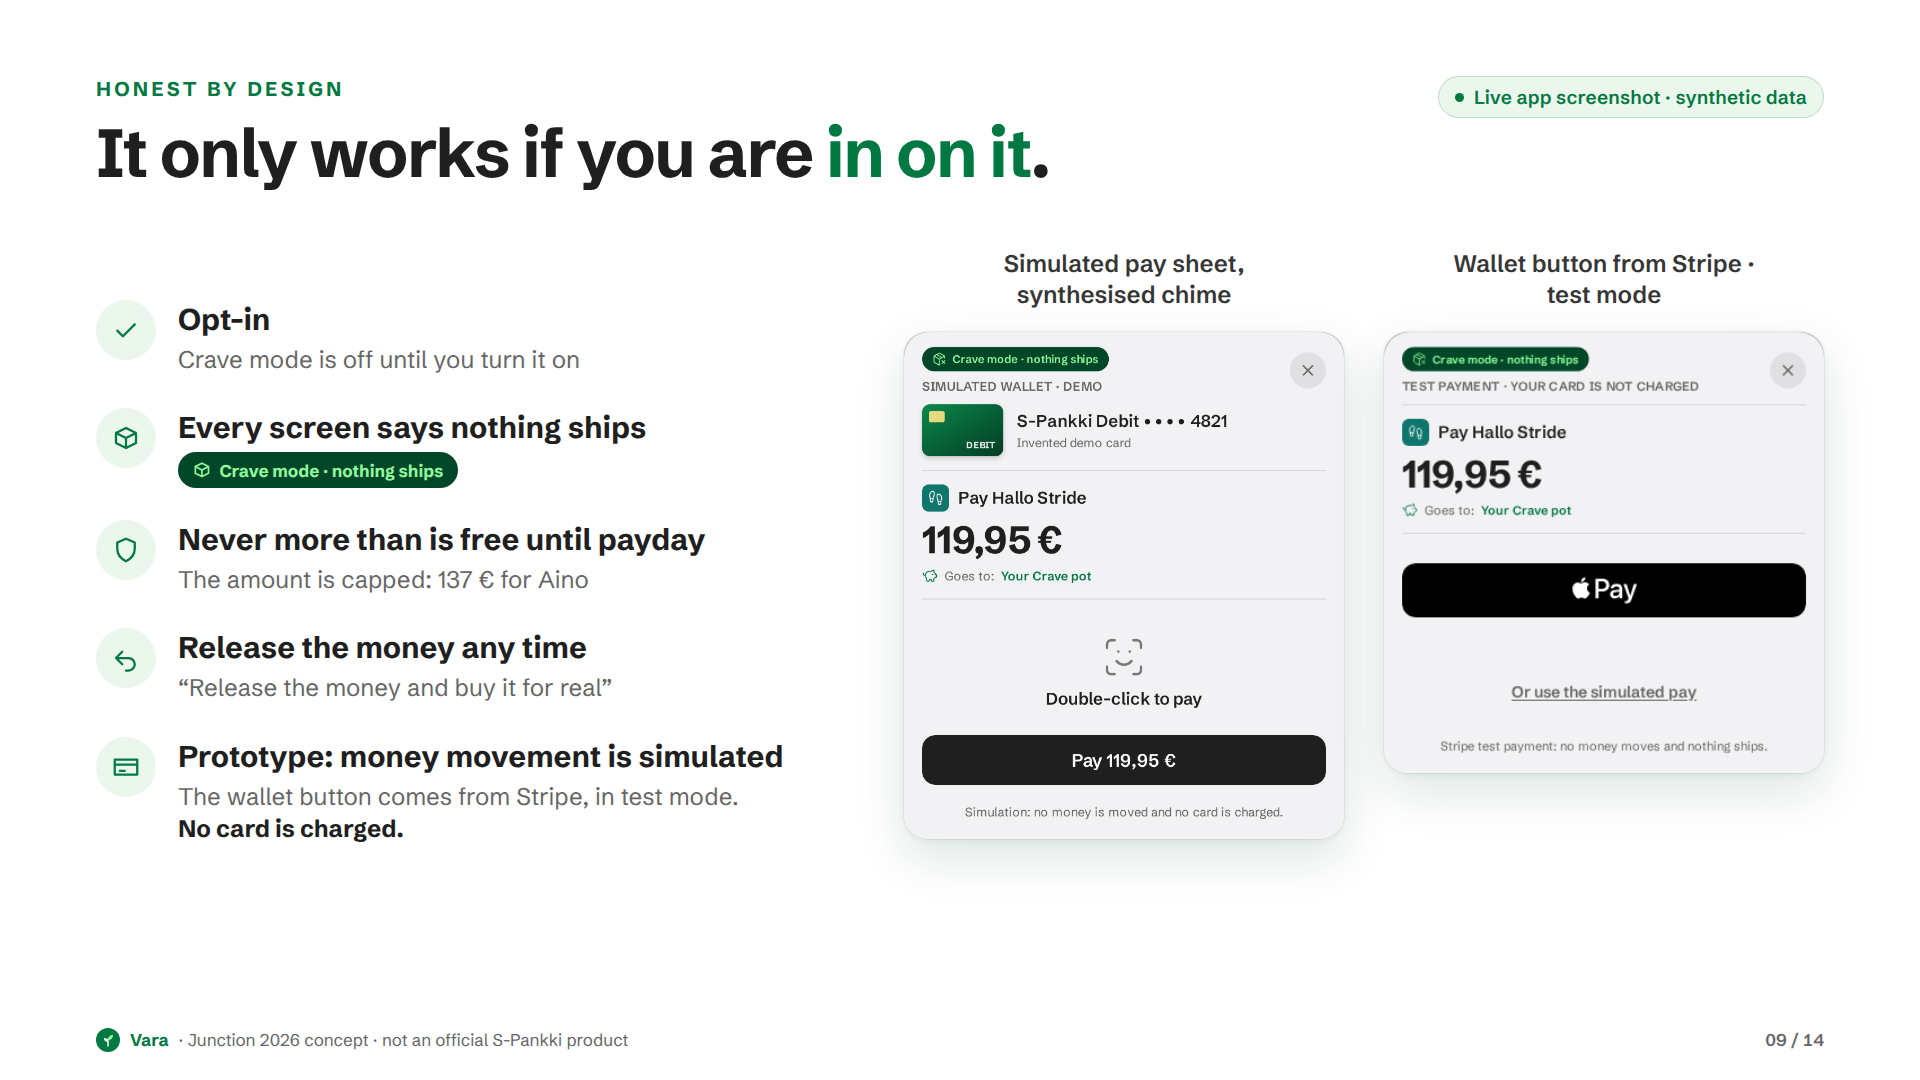 HONEST BY DESIGN
It only works if you are in on it.
Live app screenshot · synthetic data
Opt-in
Crave mode is off until you turn it on
Every screen says nothing ships
Crave mode · nothing ships
Never more than is free until payday
The amount is capped: 137 € for Aino
Release the money any time
“Release the money and buy it for real”
Prototype: money movement is simulated
The wallet button comes from Stripe, in test mode.
No card is charged.
Simulated pay sheet,
synthesised chime
Crave mode · nothing ships
SIMULATED WALLET · DEMO
DEBIT
S-Pankki Debit •••• 4821
Invented demo card
Pay Hallo Stride
119,95 €
Goes to: Your Crave pot
Double-click to pay
Pay 119,95 €
Simulation: no money is moved and no card is charged.
Wallet button from Stripe ·
test mode
Crave mode · nothing ships
TEST PAYMENT · YOUR CARD IS NOT CHARGED
Pay Hallo Stride
119,95 €
Goes to: Your Crave pot
Pay
Or use the simulated pay
Stripe test payment: no money moves and nothing ships.
Vara · Junction 2026 concept · not an official S-Pankki product
09 / 14